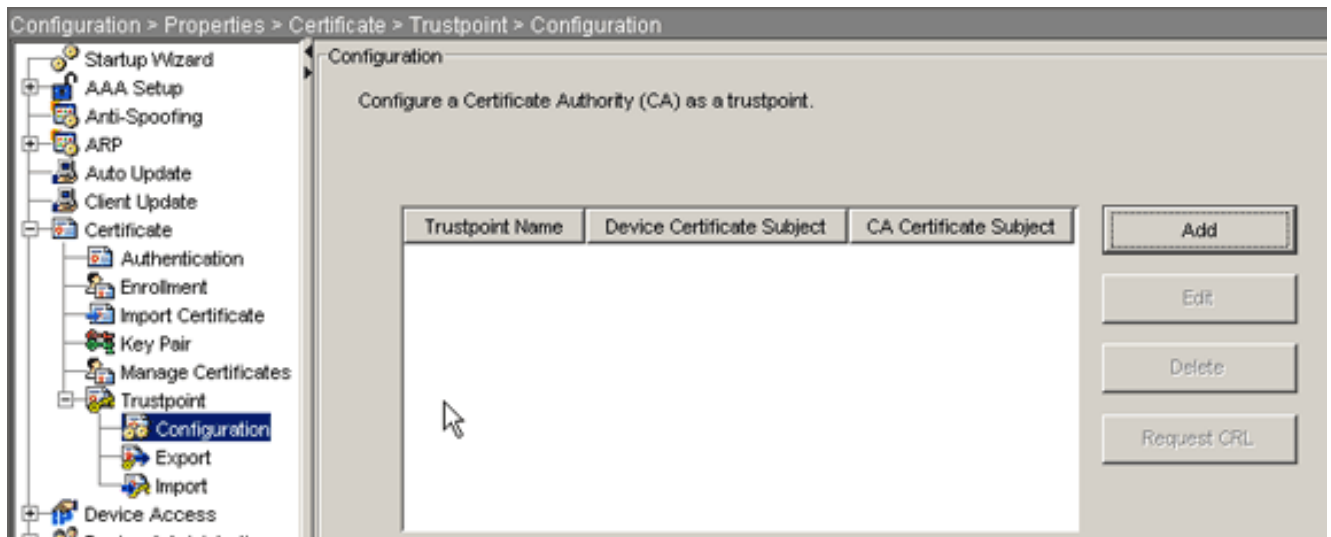 Configuration > Properties > Certificate > Trustpoint > Configuration
Startup Wizard
AAA Setup
Anti-Spoofing
ARP
Auto Update
Client Update
Certificate
Authentication
Enrollment
Import Certificate
Key Pair
Manage Certificates
Trustpoint
Configuration
Export
Import
Device Access
Configuration
Configure a Certificate Authority (CA) as a trustpoint.
Trustpoint Name
Device Certificate Subject
CA Certificate Subject
Add
Edit
Delete
Request CRL